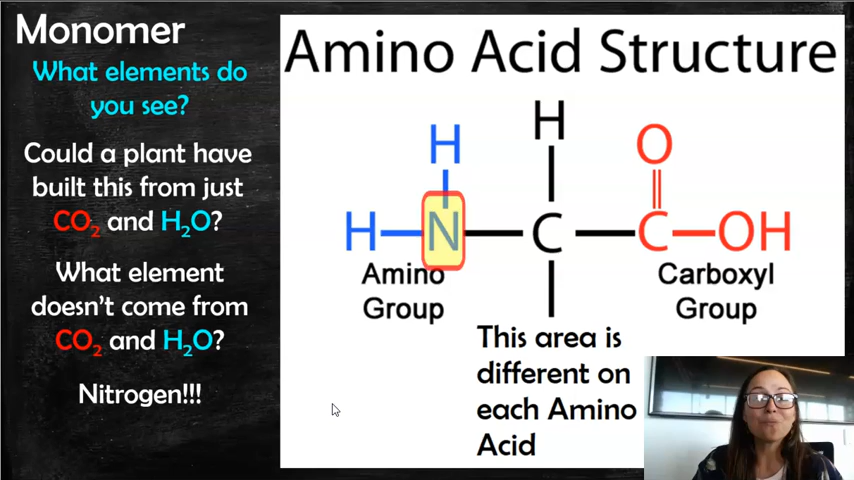 Monomer
What elements do
you see?
Could a plant have
built this from just
CO2 and H2O?
What element
doesn't come from
CO2 and H2O?
Nitrogen!!!
Amino Acid Structure
H
H
O
H
N
C
C
OH
Amino
Group
Carboxyl
Group
This area is
different on
each Amino
Acid